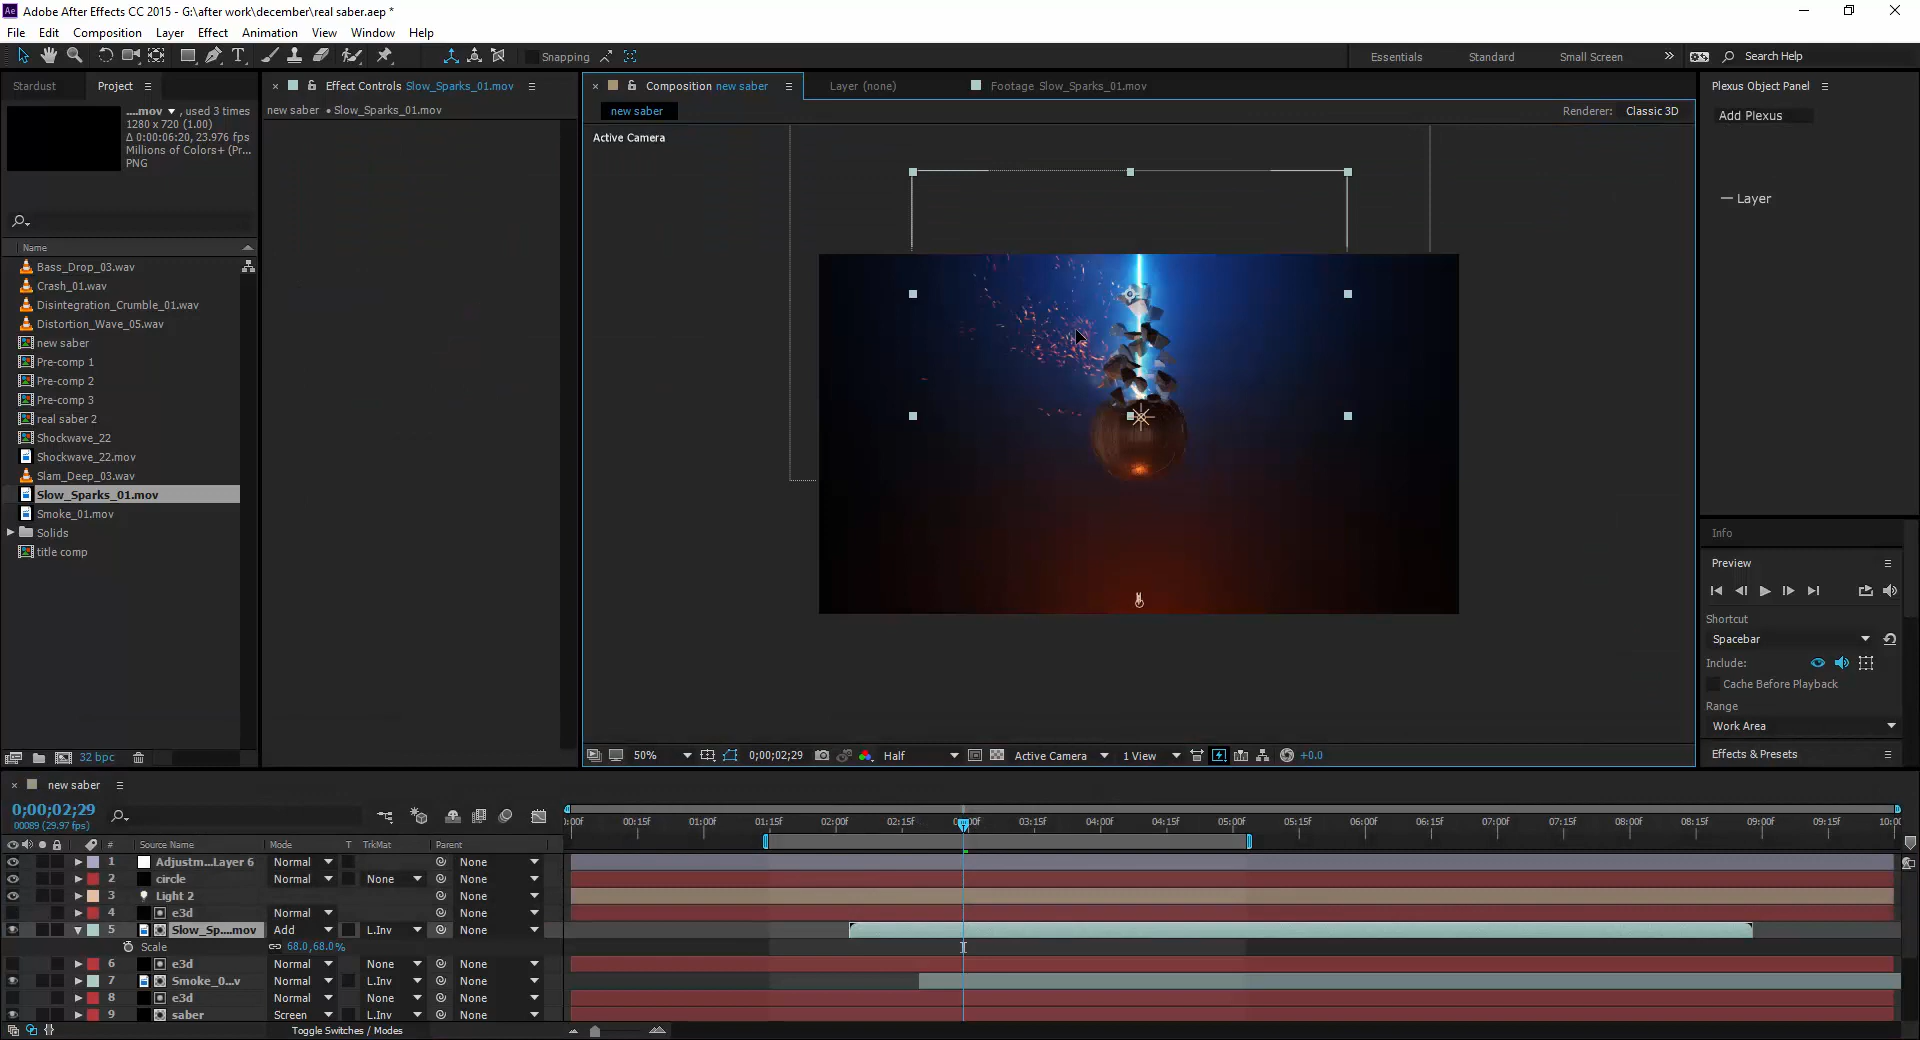 Adobe After Effects CC 2015 - G:\after work\december\real saber.aep *
File Edit Composition Layer Effect Animation View Window Help
Snapping Essentials Standard Small Screen Search Help
Stardust Project
Effect Controls Slow_Sparks_01.mov
Composition new saber Layer (none) Footage Slow_Sparks_01.mov
Plexus Object Panel
new saber • Slow_Sparks_01.mov
new saber
Renderer: Classic 3D
Add Plexus
....mov , used 3 times
1280 x 720 (1.00)
Δ 0:00:06:20, 23.976 fps
Millions of Colors+ (Pr...
PNG
Active Camera
Layer
Name
Bass_Drop_03.wav
Crash_01.wav
Disintegration_Crumble_01.wav
Distortion_Wave_05.wav
new saber
Pre-comp 1
Pre-comp 2
Pre-comp 3
real saber 2
Shockwave_22
Shockwave_22.mov
Slam_Deep_03.wav
Slow_Sparks_01.mov
Smoke_01.mov
Solids
title comp
Info
Preview
Shortcut
Spacebar
Include:
Cache Before Playback
Range
Work Area
Effects & Presets
32 bpc
50% 0;00;02;29 Half Active Camera 1 View +0.0
new saber
0;00;02;29
00089 (29.97 fps)
:00f 00:15f 01:00f 01:15f 02:00f 02:15f 03:15f 04:00f 04:15f 05:00f 05:15f 06:00f 06:15f 07:00f 07:15f 08:00f 08:15f 09:00f 09:15f 10:0
# Source Name Mode T TrkMat Parent
1 Adjustm...Layer 6 Normal None
2 circle Normal None None
3 Light 2 None
4 e3d Normal None
5 Slow_Sp....mov Add L.Inv None
Scale 68.0,68.0%
6 e3d Normal None None
7 Smoke_0...v Normal L.Inv None
8 e3d Normal None None
9 saber Screen L.Inv None
Toggle Switches / Modes